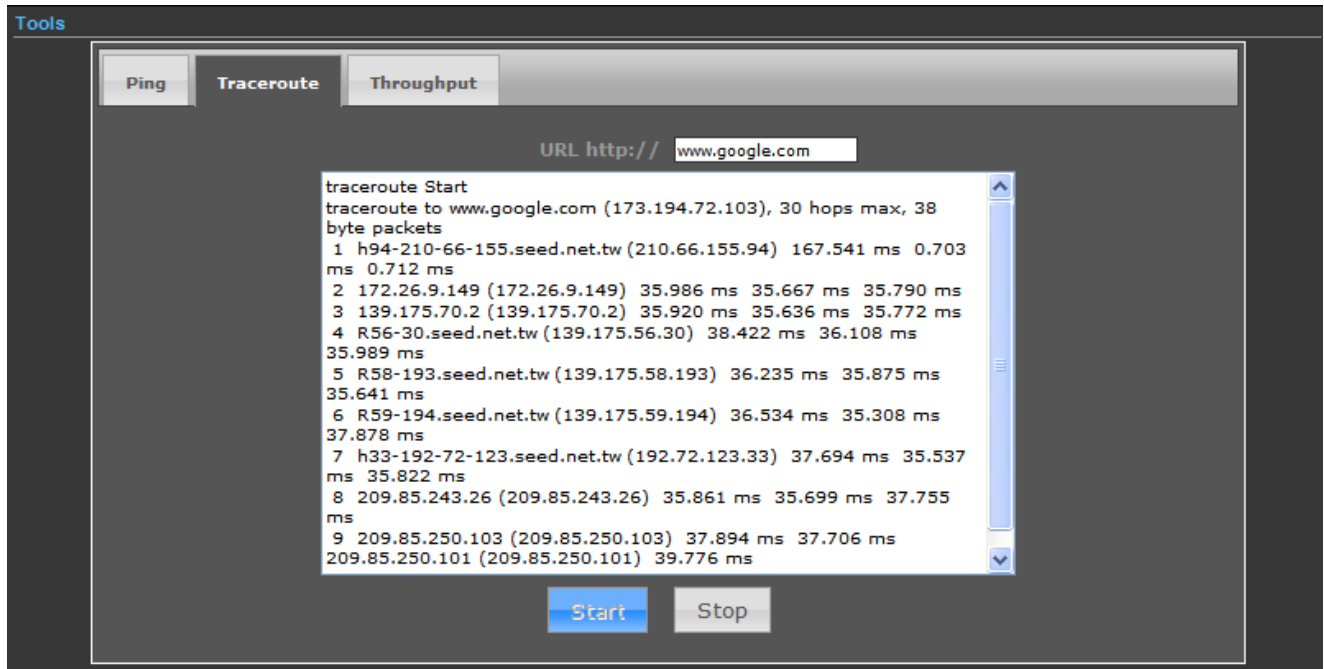 Tools
Ping Traceroute Throughput
URL http:// www.google.com
traceroute Start
traceroute to www.google.com (173.194.72.103), 30 hops max, 38
byte packets
1 h94-210-66-155.seed.net.tw (210.66.155.94) 167.541 ms 0.703
ms 0.712 ms
2 172.26.9.149 (172.26.9.149) 35.986 ms 35.667 ms 35.790 ms
3 139.175.70.2 (139.175.70.2) 35.920 ms 35.636 ms 35.772 ms
4 R56-30.seed.net.tw (139.175.56.30) 38.422 ms 36.108 ms
35.989 ms
5 R58-193.seed.net.tw (139.175.58.193) 36.235 ms 35.875 ms
35.641 ms
6 R59-194.seed.net.tw (139.175.59.194) 36.534 ms 35.308 ms
37.878 ms
7 h33-192-72-123.seed.net.tw (192.72.123.33) 37.694 ms 35.537
ms 35.822 ms
8 209.85.243.26 (209.85.243.26) 35.861 ms 35.699 ms 37.755
ms
9 209.85.250.103 (209.85.250.103) 37.894 ms 37.706 ms
209.85.250.101 (209.85.250.101) 39.776 ms
Start Stop